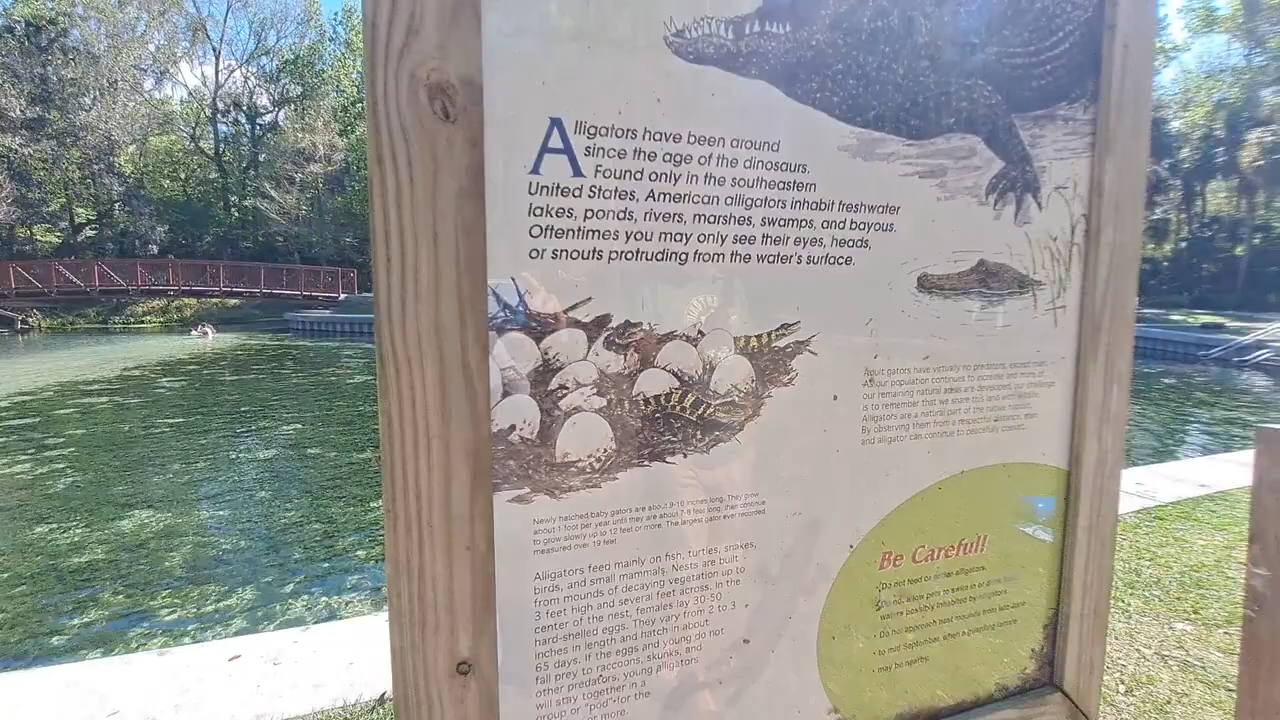 Alligators have been around
since the age of the dinosaurs.
Found only in the southeastern
United States, American alligators inhabit freshwater
lakes, ponds, rivers, marshes, swamps, and bayous.
Oftentimes you may only see their eyes, heads,
or snouts protruding from the water's surface.
Adult gators have virtually no predators, except man.
As our population continues to increase and more of
our remaining natural areas are developed, our challenge
is to remember that we share this land with wildlife.
Alligators are a natural part of the native habitat.
By observing them from a respectful distance, man
and alligator can continue to peacefully coexist.
Newly hatched baby gators are about 9-10 inches long. They grow
about 1 foot per year until they are about 7-8 feet long, then continue
to grow slowly up to 12 feet or more. The largest gator ever recorded
measured over 19 feet.
Alligators feed mainly on fish, turtles, snakes,
birds, and small mammals. Nests are built
from mounds of decaying vegetation up to
3 feet high and several feet across. In the
center of the nest, females lay 30-50
hard-shelled eggs. They vary from 2 to 3
inches in length and hatch in about
65 days. If the eggs and young do not
fall prey to raccoons, skunks, and
other predators, young alligators
will stay together in a
group or "pod" for the
or more.
Be Careful!
• Do not feed or alligators.
• Do not allow pets to swim in or drink
waters possibly inhabited by alligators.
• Do not approach nest mounds from late June
• to mid September, when a guarding female
• may be nearby.